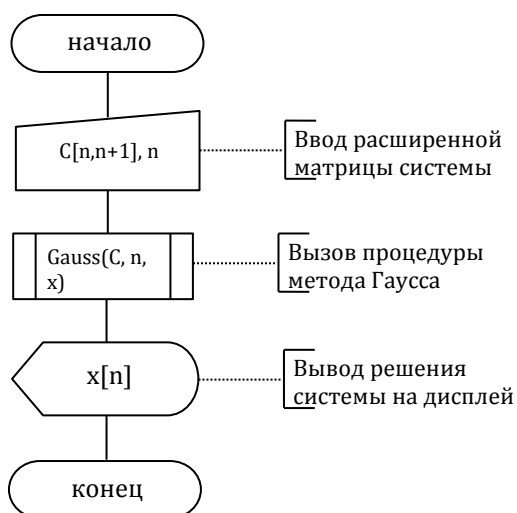 начало
C[n,n+1], n
Ввод расширенной
матрицы системы
Gauss(C, n,
x)
Вызов процедуры
метода Гаусса
x[n]
Вывод решения
системы на дисплей
конец